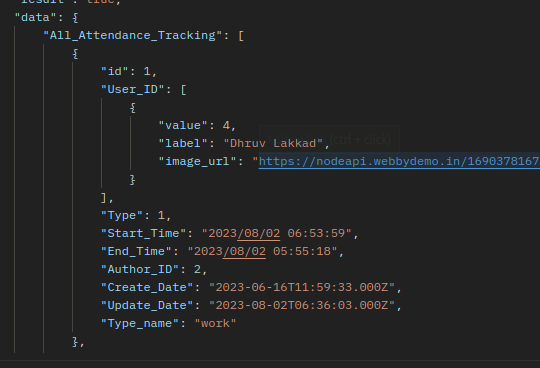 "result": true,
"data": {
"All_Attendance_Tracking": [
{
"id": 1,
"User_ID": [
{
"value": 4,
"label": "Dhruv Lakkad",
"image_url": "https://nodeapi.webbydemo.in/1690378167
}
],
"Type": 1,
"Start_Time": "2023/08/02 06:53:59",
"End_Time": "2023/08/02 05:55:18",
"Author_ID": 2,
"Create_Date": "2023-06-16T11:59:33.000Z",
"Update_Date": "2023-08-02T06:36:03.000Z",
"Type_name": "work"
},